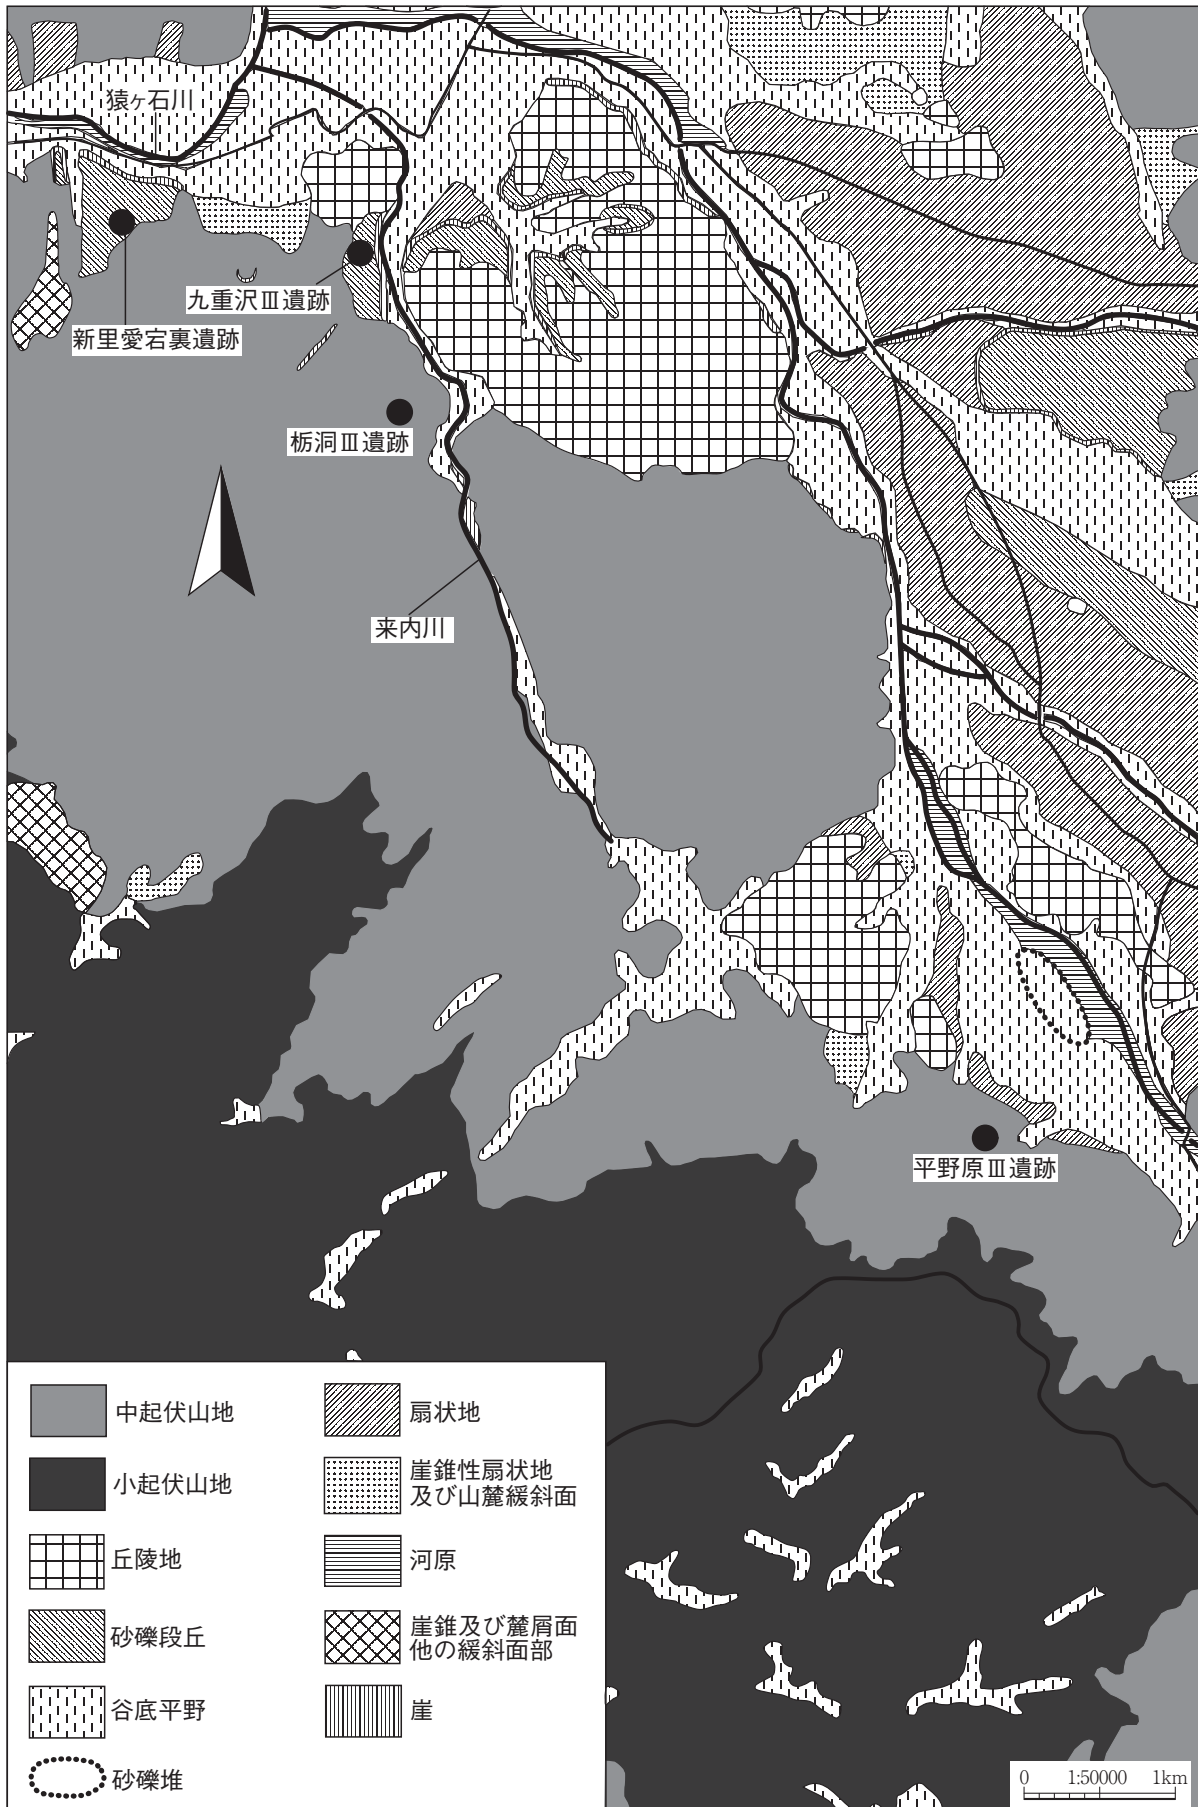 猿ヶ石川
九重沢Ⅲ遺跡
新里愛宕裏遺跡
栃洞Ⅲ遺跡
来内川
平野原Ⅲ遺跡
中起伏山地
小起伏山地
丘陵地
砂礫段丘
谷底平野
砂礫堆
扇状地
崖錐性扇状地
及び山麓緩斜面
河原
崖錐及び麓屑面
他の緩斜面部
崖
0 1:50000 1km